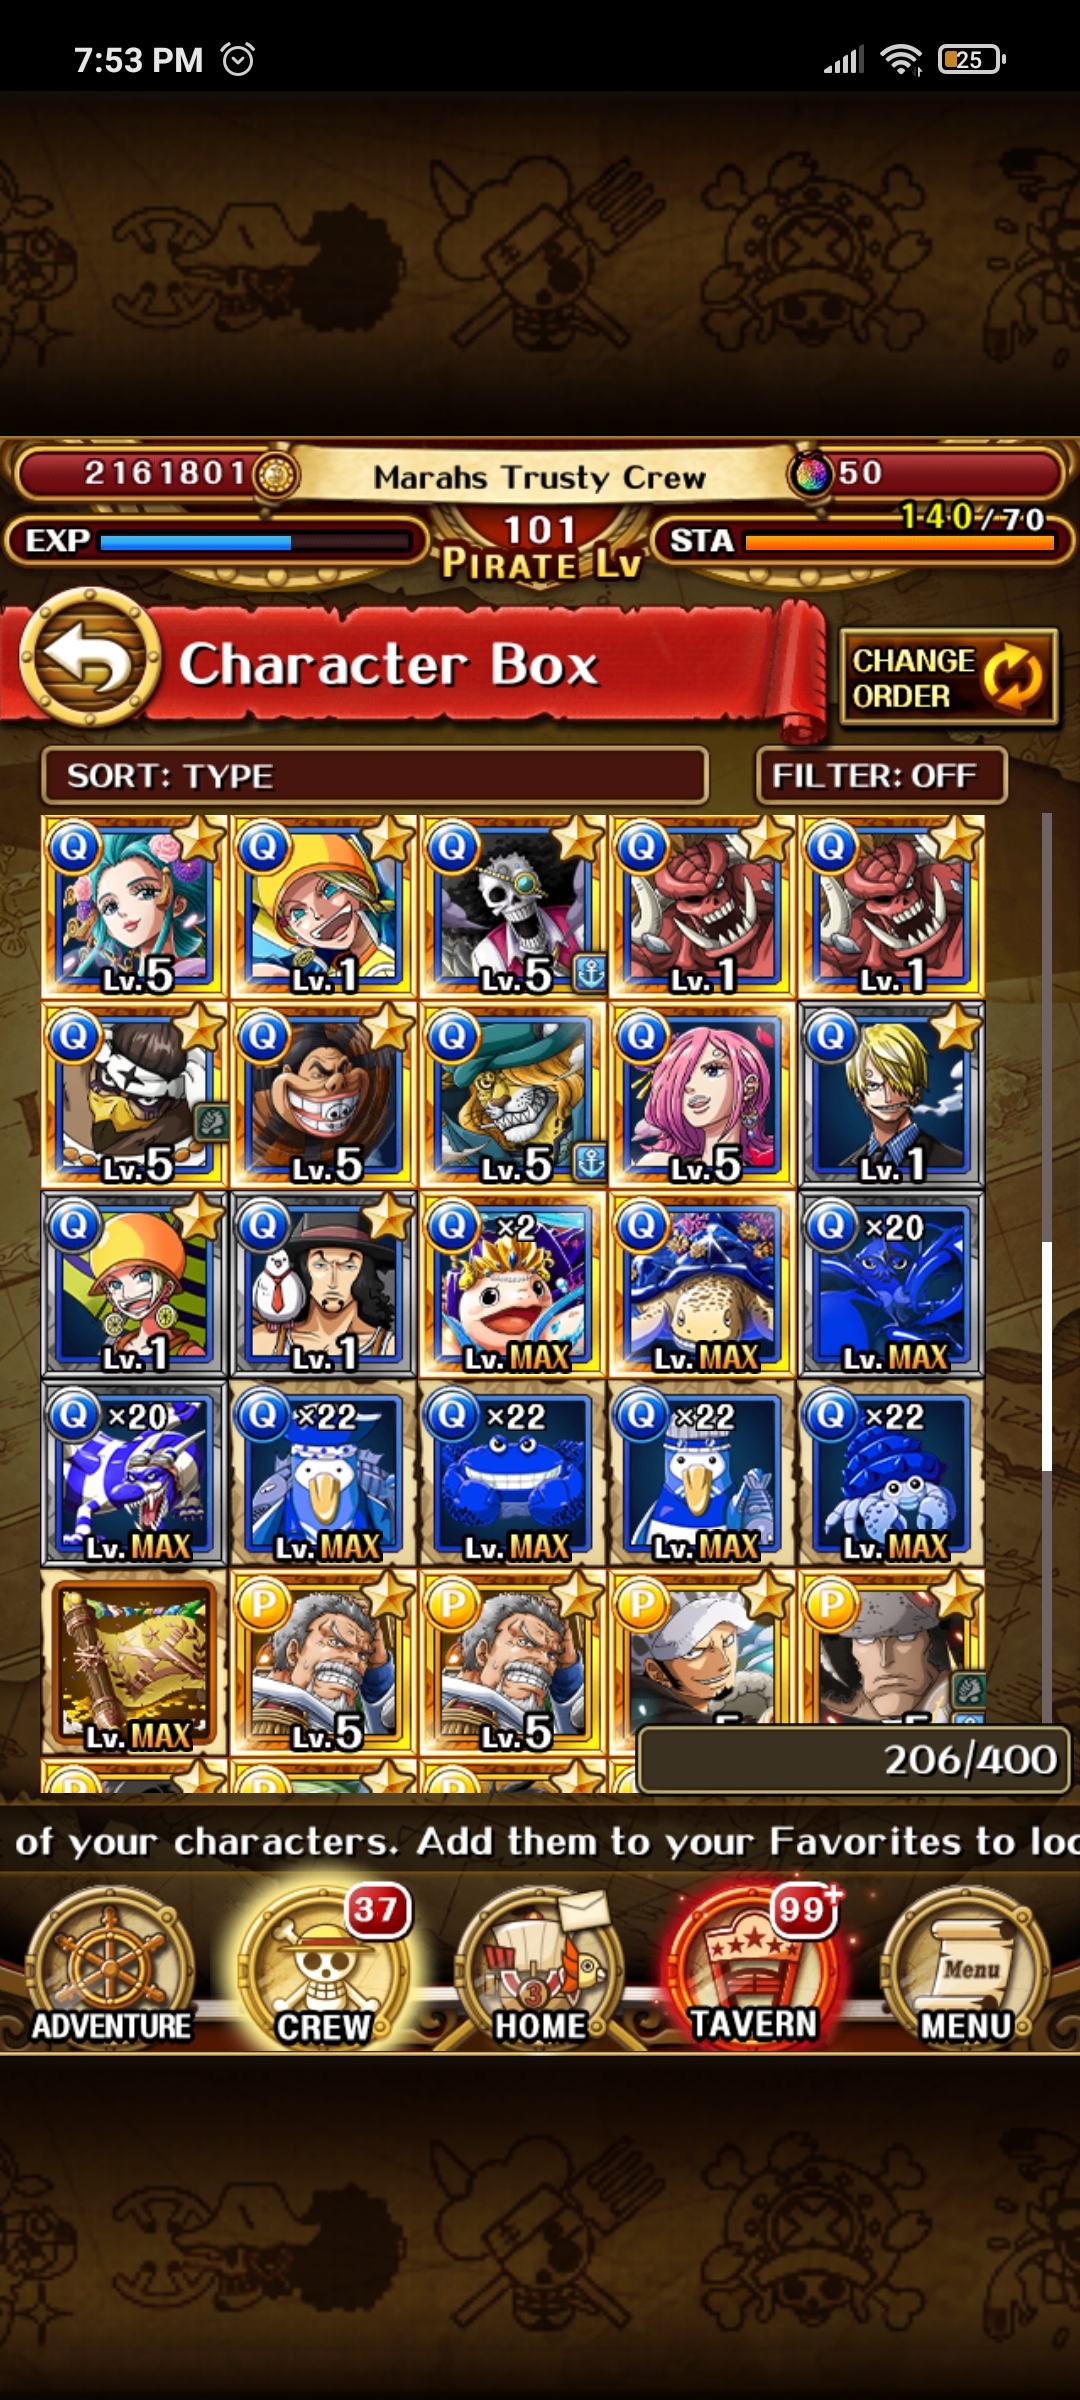 7:53 PM 25
2161801 Marahs Trusty Crew 50
EXP 101 STA 140/70
PIRATE Lv
Character Box CHANGE ORDER
SORT: TYPE FILTER: OFF
Q Q Q Q Q
Lv.5 Lv.1 Lv.5 Lv.1 Lv.1
Q Q Q Q Q
Lv.5 Lv.5 Lv.5 Lv.5 Lv.1
Q Q Q ×2 Q Q ×20
Lv.1 Lv.1 Lv.MAX Lv.MAX Lv.MAX
Q ×20 Q ×22 Q ×22 Q ×22 Q ×22
Lv.MAX Lv.MAX Lv.MAX Lv.MAX Lv.MAX
P P P P
Lv.MAX Lv.5 Lv.5
206/400
of your characters. Add them to your Favorites to loc
37 99+
3 Menu
ADVENTURE CREW HOME TAVERN MENU